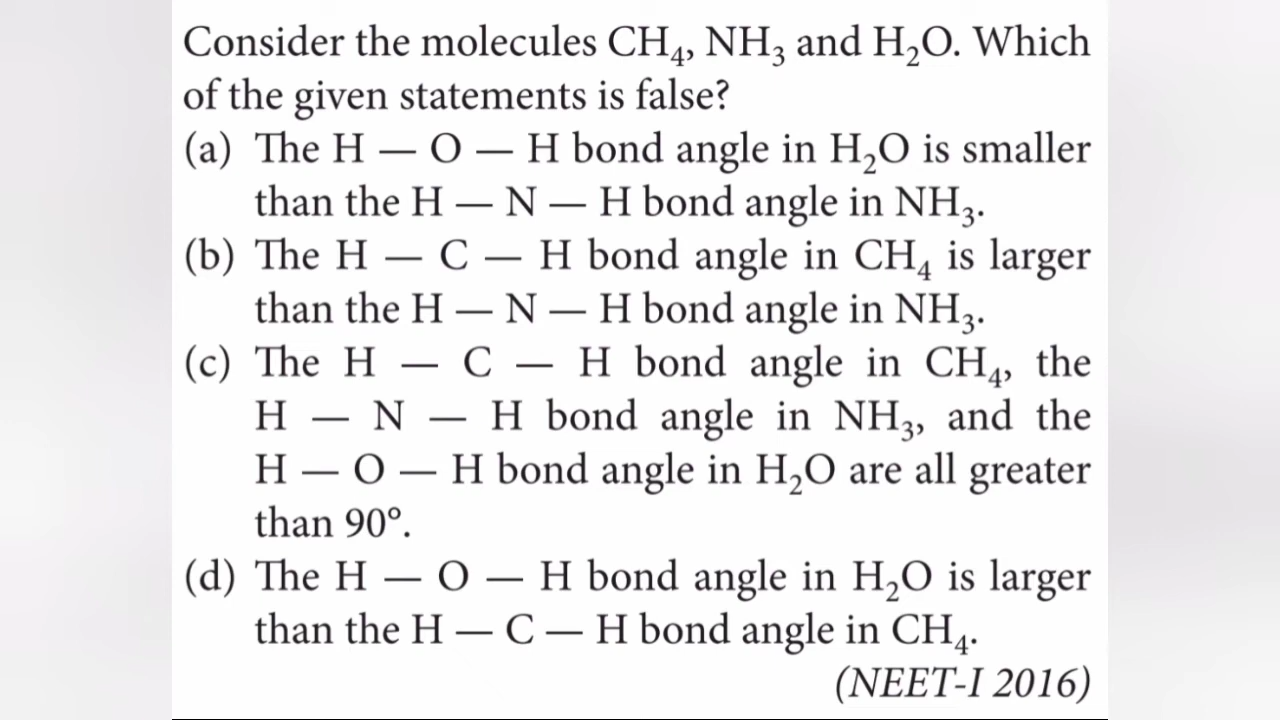 Consider the molecules CH₄, NH₃ and H₂O. Which
of the given statements is false?
(a) The H — O — H bond angle in H₂O is smaller
than the H — N — H bond angle in NH₃.
(b) The H — C — H bond angle in CH₄ is larger
than the H — N — H bond angle in NH₃.
(c) The H — C — H bond angle in CH₄, the
H — N — H bond angle in NH₃, and the
H — O — H bond angle in H₂O are all greater
than 90°.
(d) The H — O — H bond angle in H₂O is larger
than the H — C — H bond angle in CH₄.
(NEET-I 2016)